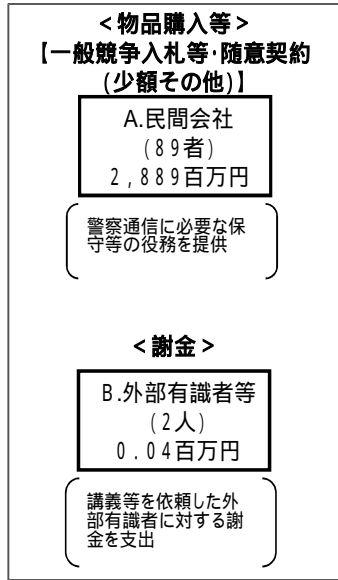 <物品購入等>
【一般競争入札等・随意契約
(少額その他)】
A.民間会社
(89者)
2,889百万円
警察通信に必要な保
守等の役務を提供
<謝金>
B.外部有識者等
(2人)
0.04百万円
講義等を依頼した外
部有識者に対する謝
金を支出